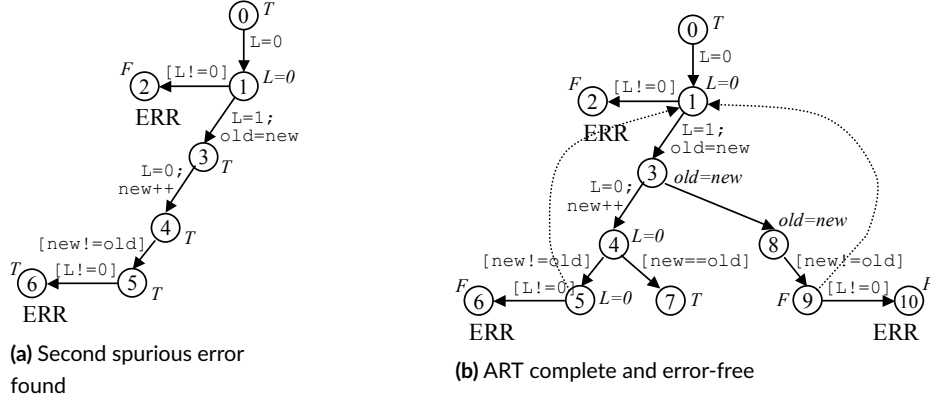 0 T
L=0
F 2 [L!=0] 1 L=0
ERR
L=1;
old=new
3 T
L=0;
new++
4 T
[new!=old]
T 6 [L!=0] 5 T
ERR
(a) Second spurious error
found
0 T
L=0
F 2 [L!=0] 1 L=0
ERR
L=1;
old=new
3 old=new
L=0;
new++
old=new
4 L=0 8
[new!=old] [new==old] [new!=old]
F 6 [L!=0] 5 L=0 7 T F 9 [L!=0] 10
ERR ERR
(b) ART complete and error-free